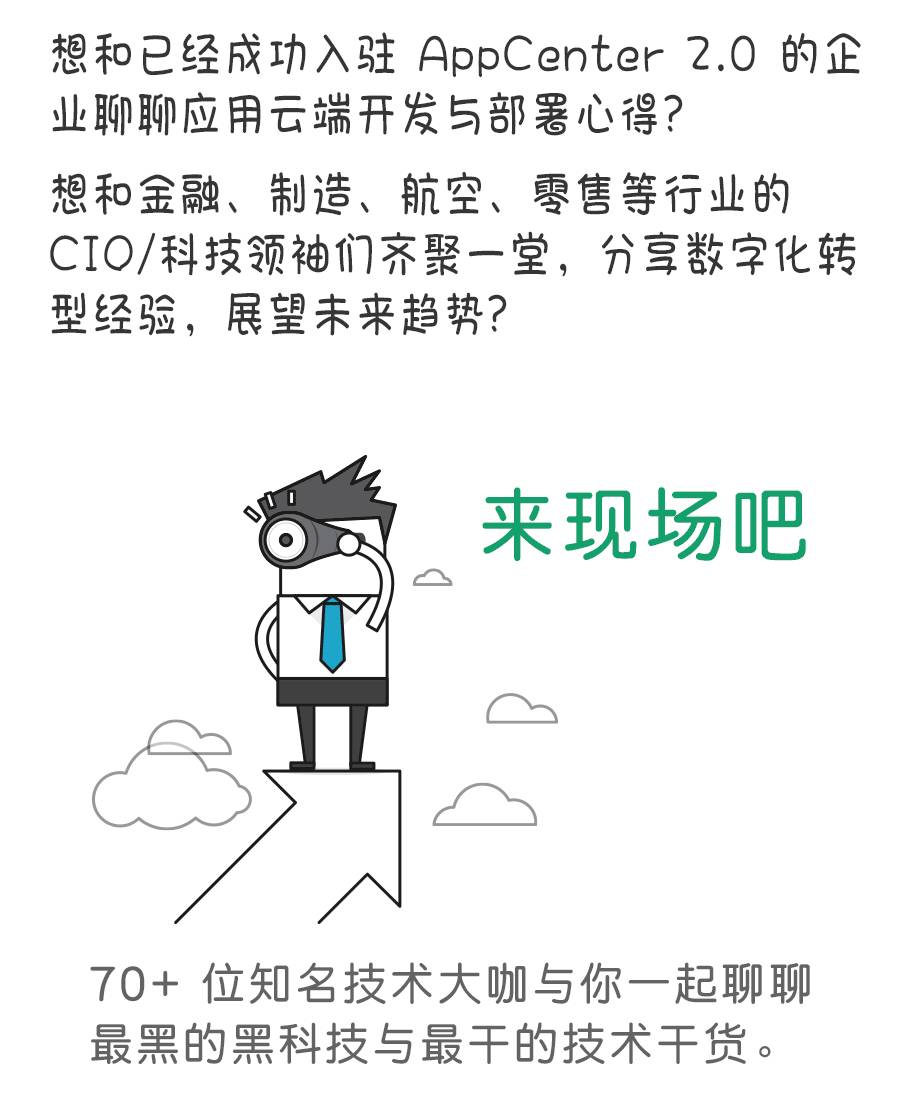 想和已经成功入驻 AppCenter 2.0 的企
业聊聊应用云端开发与部署心得?
想和金融、制造、航空、零售等行业的
CIO/科技领袖们齐聚一堂，分享数字化转
型经验，展望未来趋势?
来现场吧
70+ 位知名技术大咖与你一起聊聊
最黑的黑科技与最干的技术干货。